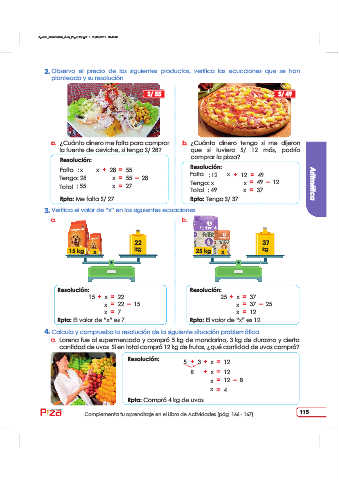 2. Observa el precio de los siguientes productos, verifica las ecuaciones que se han
planteado y su resolución
S/ 55
S/ 49
a. ¿Cuánto dinero me falta para comprar
la fuente de ceviche, si tengo S/ 28?
Resolución:
Falta : x x + 28 = 55
Tengo: 28 x = 55 - 28
Total : 55 x = 27
Rpta: Me falta S/ 27
b. ¿Cuánto dinero tengo si me dijeron
que si tuviera S/ 12 más, podría
comprar la pizza?
Resolución:
Falta : 12 x + 12 = 49
Tengo: x x = 49 - 12
Total : 49 x = 37
Rpta: Tengo S/ 37
Aritmética
3. Verifica el valor de "x" en las siguientes ecuaciones
a.
15 kg
x
22
kg
b.
25 kg
x
37
kg
Resolución:
15 + x = 22
x = 22 - 15
x = 7
Rpta: El valor de "x" es 7
Resolución:
25 + x = 37
x = 37 - 25
x = 12
Rpta: El valor de "x" es 12
4. Calcula y comprueba la resolución de la siguiente situación problemática
a. Lorena fue al supermercado y compró 5 kg de mandarina, 3 kg de durazno y cierta
cantidad de uvas. Si en total compró 12 kg de frutas, ¿qué cantidad de uvas compró?
Resolución:
5 + 3 + x = 12
8 + x = 12
x = 12 - 8
x = 4
Rpta: Compró 4 kg de uvas
Complementa tu aprendizaje en el Libro de Actividades (pág. 166 - 167)
115